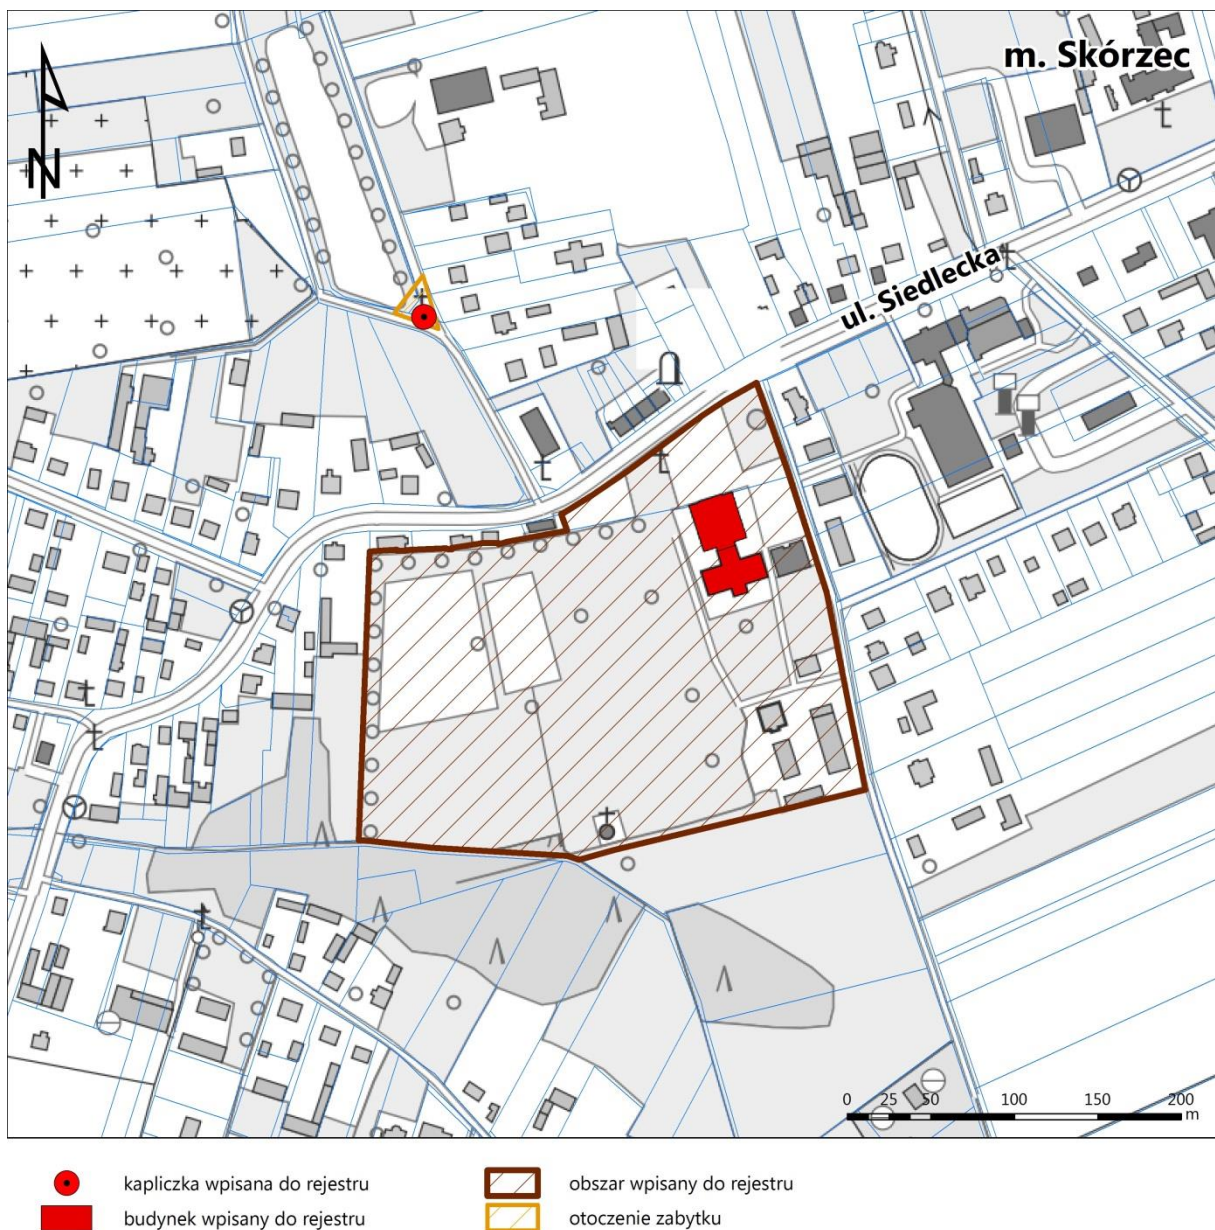 m. Skórzec
N
ul. Siedlecka
0 25 50 100 150 200
m
kapliczka wpisana do rejestru
obszar wpisany do rejestru
budynek wpisany do rejestru
otoczenie zabytku